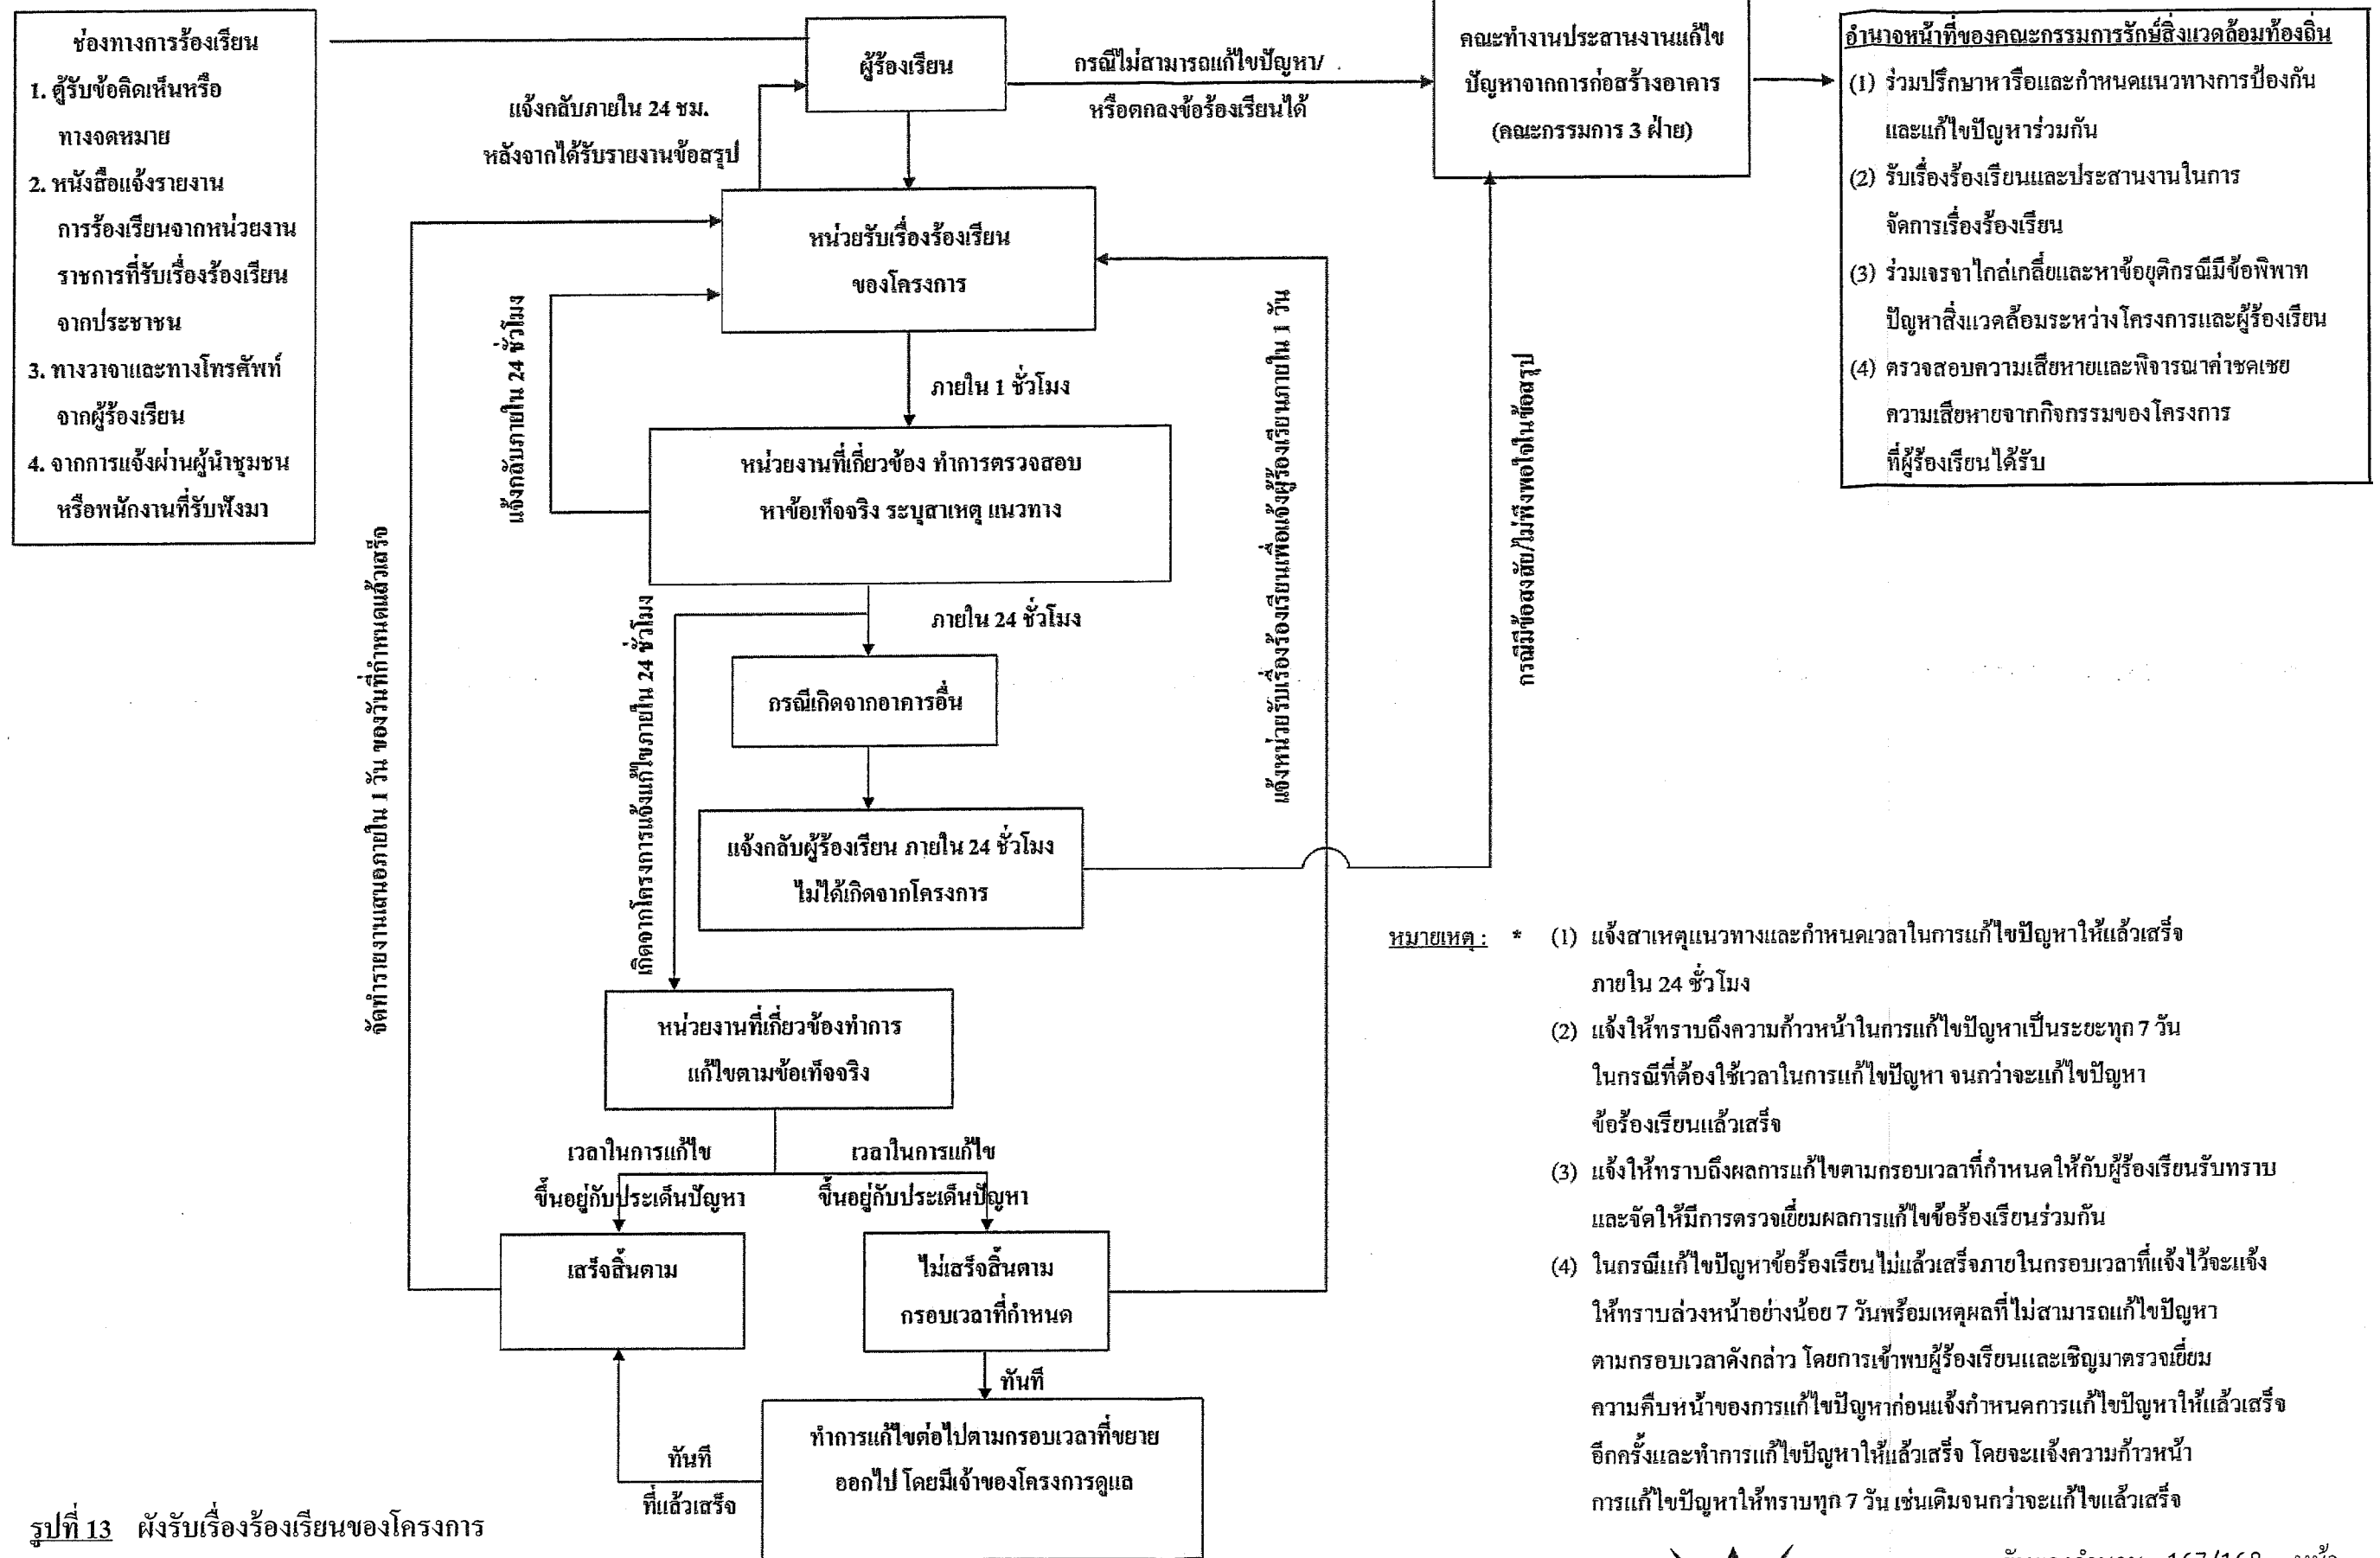 ช่องทางการร้องเรียน
1. ตู้รับข้อคิดเห็นหรือ
ทางจดหมาย
2. หนังสือแจ้งรายงาน
การร้องเรียนจากหน่วยงาน
ราชการที่รับเรื่องร้องเรียน
จากประชาชน
3. ทางวาจาและทางโทรศัพท์
จากผู้ร้องเรียน
4. จากการแจ้งผ่านผู้นำชุมชน
หรือพนักงานที่รับฟังมา
ผู้ร้องเรียน
กรณีไม่สามารถแก้ไขปัญหา/
หรือตกลงข้อร้องเรียนได้
คณะทำงานประสานงานแก้ไข
ปัญหาจากการก่อสร้างอาคาร
(คณะกรรมการ 3 ฝ่าย)
อำนาจหน้าที่ของคณะกรรมการรักษ์สิ่งแวดล้อมท้องถิ่น
(1) ร่วมปรึกษาหารือและกำหนดแนวทางการป้องกัน
และแก้ไขปัญหาร่วมกัน
(2) รับเรื่องร้องเรียนและประสานงานในการ
จัดการเรื่องร้องเรียน
(3) ร่วมเจรจาไกล่เกลี่ยและหาข้อยุติกรณีมีข้อพิพาท
ปัญหาสิ่งแวดล้อมระหว่างโครงการและผู้ร้องเรียน
(4) ตรวจสอบความเสียหายและพิจารณาค่าชดเชย
ความเสียหายจากกิจกรรมของโครงการ
ที่ผู้ร้องเรียนได้รับ
แจ้งกลับภายใน 24 ชม.
หลังจากได้รับรายงานข้อสรุป
หน่วยรับเรื่องร้องเรียน
ของโครงการ
แจ้งกลับภายใน 24 ชั่วโมง
ภายใน 1 ชั่วโมง
หน่วยงานที่เกี่ยวข้อง ทำการตรวจสอบ
หาข้อเท็จจริง ระบุสาเหตุ แนวทาง
ภายใน 24 ชั่วโมง
กรณีเกิดจากอาคารอื่น
แจ้งกลับผู้ร้องเรียน ภายใน 24 ชั่วโมง
ไม่ได้เกิดจากโครงการ
จัดทำรายงานเสนอภายใน 1 วัน ของวันที่กำหนดแล้วเสร็จ
เกิดจากโครงการแจ้งแก้ไขภายใน 24 ชั่วโมง
แจ้งหน่วยรับเรื่องร้องเรียนเพื่อแจ้งผู้ร้องเรียนภายใน 1 วัน
กรณีมีข้อสงสัย/ไม่พึงพอใจในข้อสรุป
หน่วยงานที่เกี่ยวข้องทำการ
แก้ไขตามข้อเท็จจริง
เวลาในการแก้ไข
ขึ้นอยู่กับประเด็นปัญหา
เวลาในการแก้ไข
ขึ้นอยู่กับประเด็นปัญหา
เสร็จสิ้นตาม
ไม่เสร็จสิ้นตาม
กรอบเวลาที่กำหนด
ทันที
ทำการแก้ไขต่อไปตามกรอบเวลาที่ขยาย
ออกไป โดยมีเจ้าของโครงการดูแล
ทันที
ที่แล้วเสร็จ
หมายเหตุ : * (1) แจ้งสาเหตุแนวทางและกำหนดเวลาในการแก้ไขปัญหาให้แล้วเสร็จ
ภายใน 24 ชั่วโมง
(2) แจ้งให้ทราบถึงความก้าวหน้าในการแก้ไขปัญหาเป็นระยะทุก 7 วัน
ในกรณีที่ต้องใช้เวลาในการแก้ไขปัญหา จนกว่าจะแก้ไขปัญหา
ข้อร้องเรียนแล้วเสร็จ
(3) แจ้งให้ทราบถึงผลการแก้ไขตามกรอบเวลาที่กำหนดให้กับผู้ร้องเรียนรับทราบ
และจัดให้มีการตรวจเยี่ยมผลการแก้ไขข้อร้องเรียนร่วมกัน
(4) ในกรณีแก้ไขปัญหาข้อร้องเรียนไม่แล้วเสร็จภายในกรอบเวลาที่แจ้งไว้จะแจ้ง
ให้ทราบล่วงหน้าอย่างน้อย 7 วันพร้อมเหตุผลที่ไม่สามารถแก้ไขปัญหา
ตามกรอบเวลาดังกล่าว โดยการเข้าพบผู้ร้องเรียนและเชิญมาตรวจเยี่ยม
ความคืบหน้าของการแก้ไขปัญหาก่อนแจ้งกำหนดการแก้ไขปัญหาให้แล้วเสร็จ
อีกครั้งและทำการแก้ไขปัญหาให้แล้วเสร็จ โดยจะแจ้งความก้าวหน้า
การแก้ไขปัญหาให้ทราบทุก 7 วัน เช่นเดิมจนกว่าจะแก้ไขแล้วเสร็จ
รูปที่ 13 ผังรับเรื่องร้องเรียนของโครงการ
167/168 หน้า